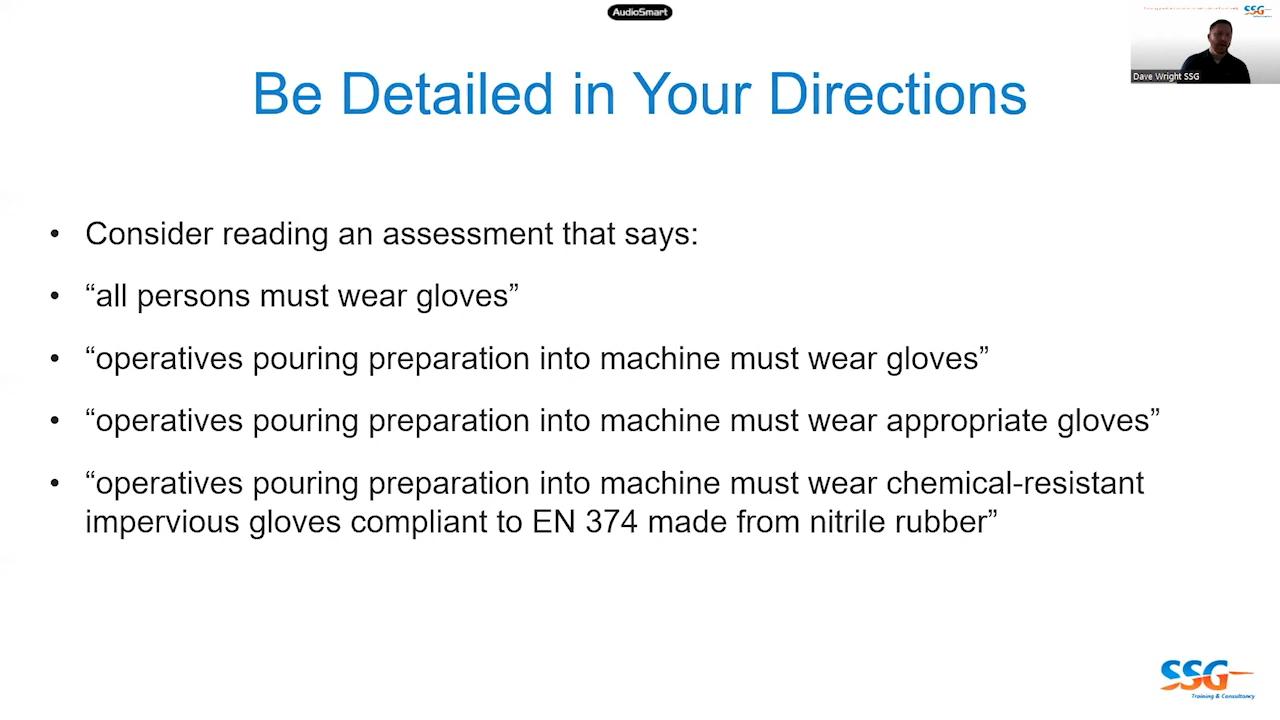 AudioSmart
SSG
Dave Wright SSG
Be Detailed in Your Directions
• Consider reading an assessment that says:
• “all persons must wear gloves”
• “operatives pouring preparation into machine must wear gloves”
• “operatives pouring preparation into machine must wear appropriate gloves”
• “operatives pouring preparation into machine must wear chemical-resistant
impervious gloves compliant to EN 374 made from nitrile rubber”
SSG
Training & Consultancy